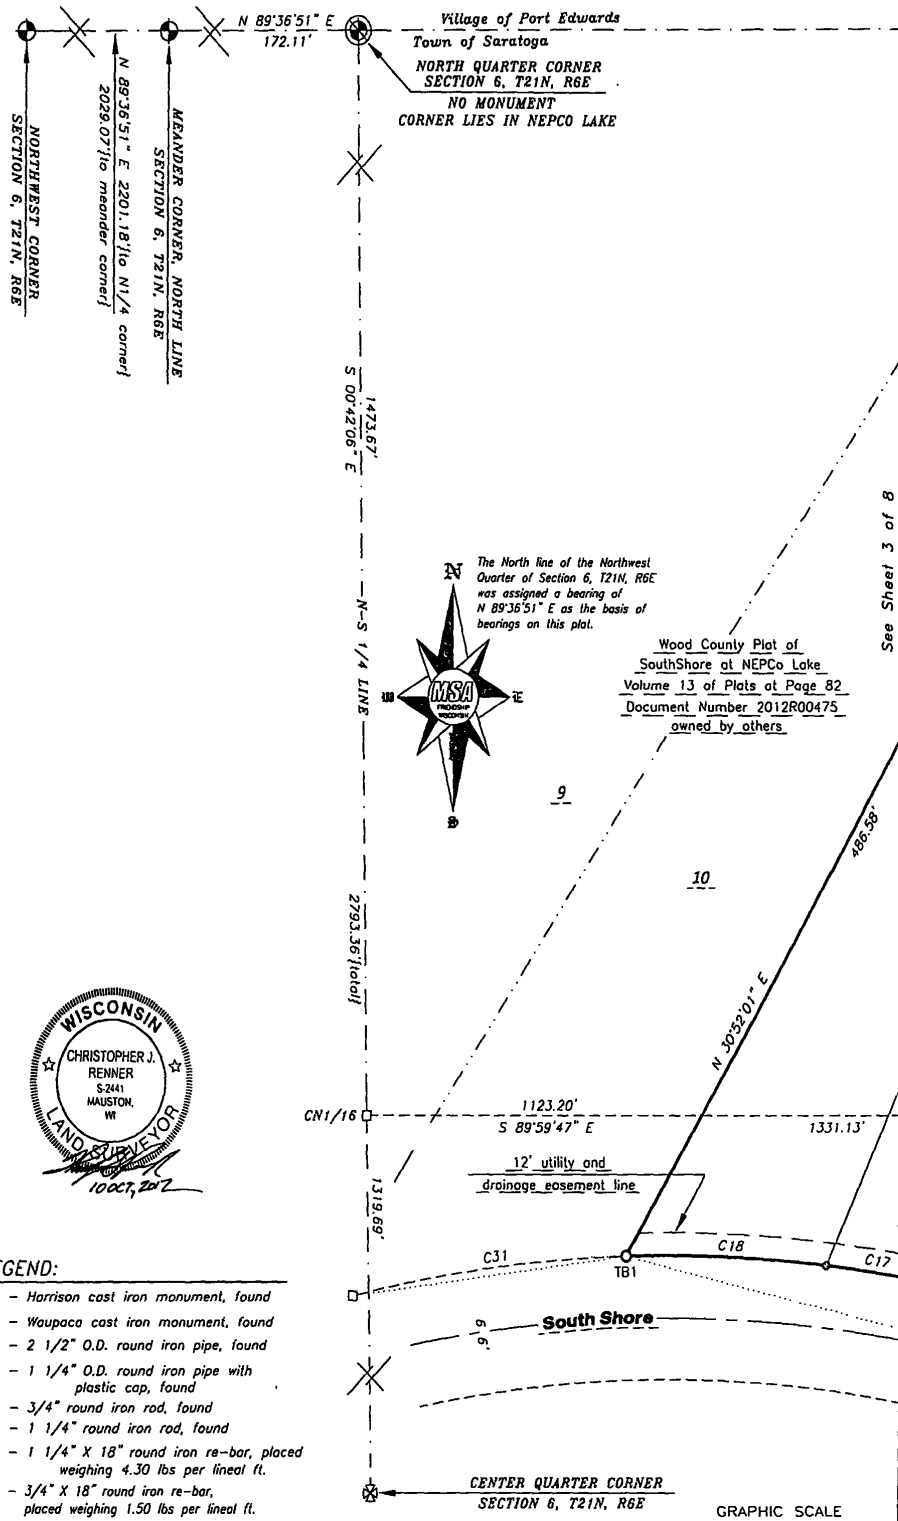 N 89°36'51" E
172.11'
Village of Port Edwards
Town of Saratoga
NORTH QUARTER CORNER
SECTION 6, T21N, R6E
NO MONUMENT
CORNER LIES IN NEPCO LAKE
NORTHWEST CORNER
SECTION 6, T21N, R6E
N 89°36'51" E 2201.18'{to N1/4 corner}
2029.07'{to meander corner}
MEANDER CORNER, NORTH LINE
SECTION 6, T21N, R6E
1473.67'
S 00°42'06" E
See Sheet 3 of 8
N-S 1/4 LINE
The North line of the Northwest
Quarter of Section 6, T21N, R6E
was assigned a bearing of
N 89°36'51" E as the basis of
bearings on this plat.
N
W
E
S
MSA
FRIENDSHIP
WISCONSIN
Wood County Plat of
SouthShore at NEPCo Lake
Volume 13 of Plats at Page 82
Document Number 2012R00475
owned by others
9
10
486.58'
N 30°52'01" E
2793.36'{total}
WISCONSIN
CHRISTOPHER J.
RENNER
S-2441
MAUSTON,
WI
LAND SURVEYOR
10 OCT, 2012
CN1/16
1123.20'
S 89°59'47" E
1331.13'
12' utility and
drainage easement line
1319.69'
C31
TB1
C18
C17
South Shore
66'
EGEND:
- Harrison cast iron monument, found
- Waupaca cast iron monument, found
- 2 1/2" O.D. round iron pipe, found
- 1 1/4" O.D. round iron pipe with
plastic cap, found
- 3/4" round iron rod, found
- 1 1/4" round iron rod, found
- 1 1/4" X 18" round iron re-bar, placed
weighing 4.30 lbs per lineal ft.
- 3/4" X 18" round iron re-bar,
placed weighing 1.50 lbs per lineal ft.
CENTER QUARTER CORNER
SECTION 6, T21N, R6E
GRAPHIC SCALE